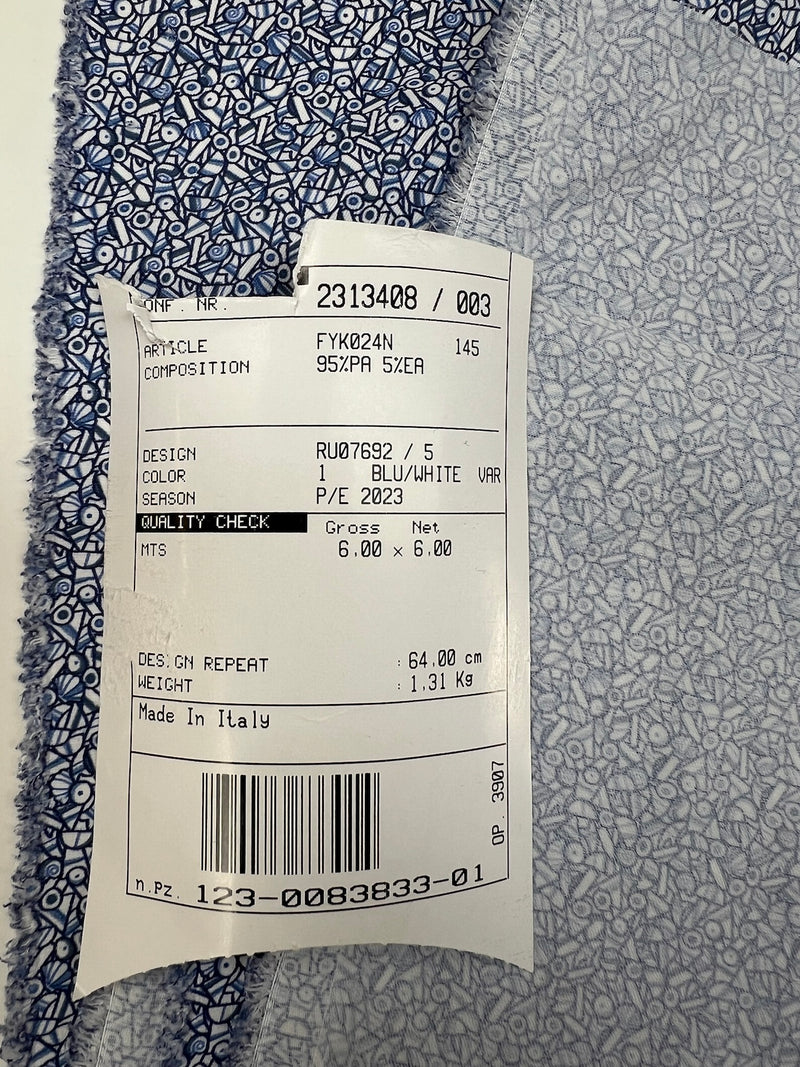 ONF. NR. 2313408 / 003
ARTICLE FYK024N 145
COMPOSITION 95%PA 5%EA
DESIGN RU07692 / 5
COLOR 1 BLU/WHITE VAR
SEASON P/E 2023
QUALITY CHECK Gross Net
MTS 6.00 x 6.00
DESIGN REPEAT : 64.00 cm
WEIGHT : 1,31 Kg
Made In Italy
OP. 3907
n.Pz. 123-0083833-01